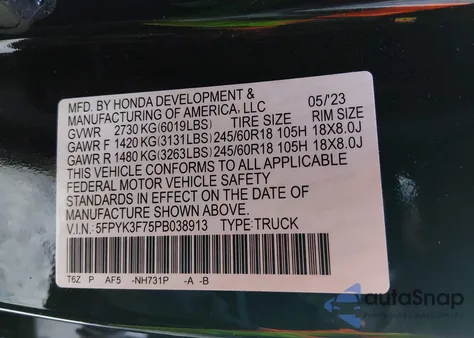 MFD. BY HONDA DEVELOPMENT &
MANUFACTURING OF AMERICA, LLC 05/'23
GVWR 2730 KG(6019LBS) TIRE SIZE RIM SIZE
GAWR F 1420 KG(3131LBS) 245/60R18 105H 18X8.0J
GAWR R 1480 KG(3263LBS) 245/60R18 105H 18X8.0J
THIS VEHICLE CONFORMS TO ALL APPLICABLE
FEDERAL MOTOR VEHICLE SAFETY
STANDARDS IN EFFECT ON THE DATE OF
MANUFACTURE SHOWN ABOVE.
V.I.N.: 5FPYK3F75PB038913 TYPE:TRUCK
T6Z P AF5 -NH731P -A -B
autoSnap